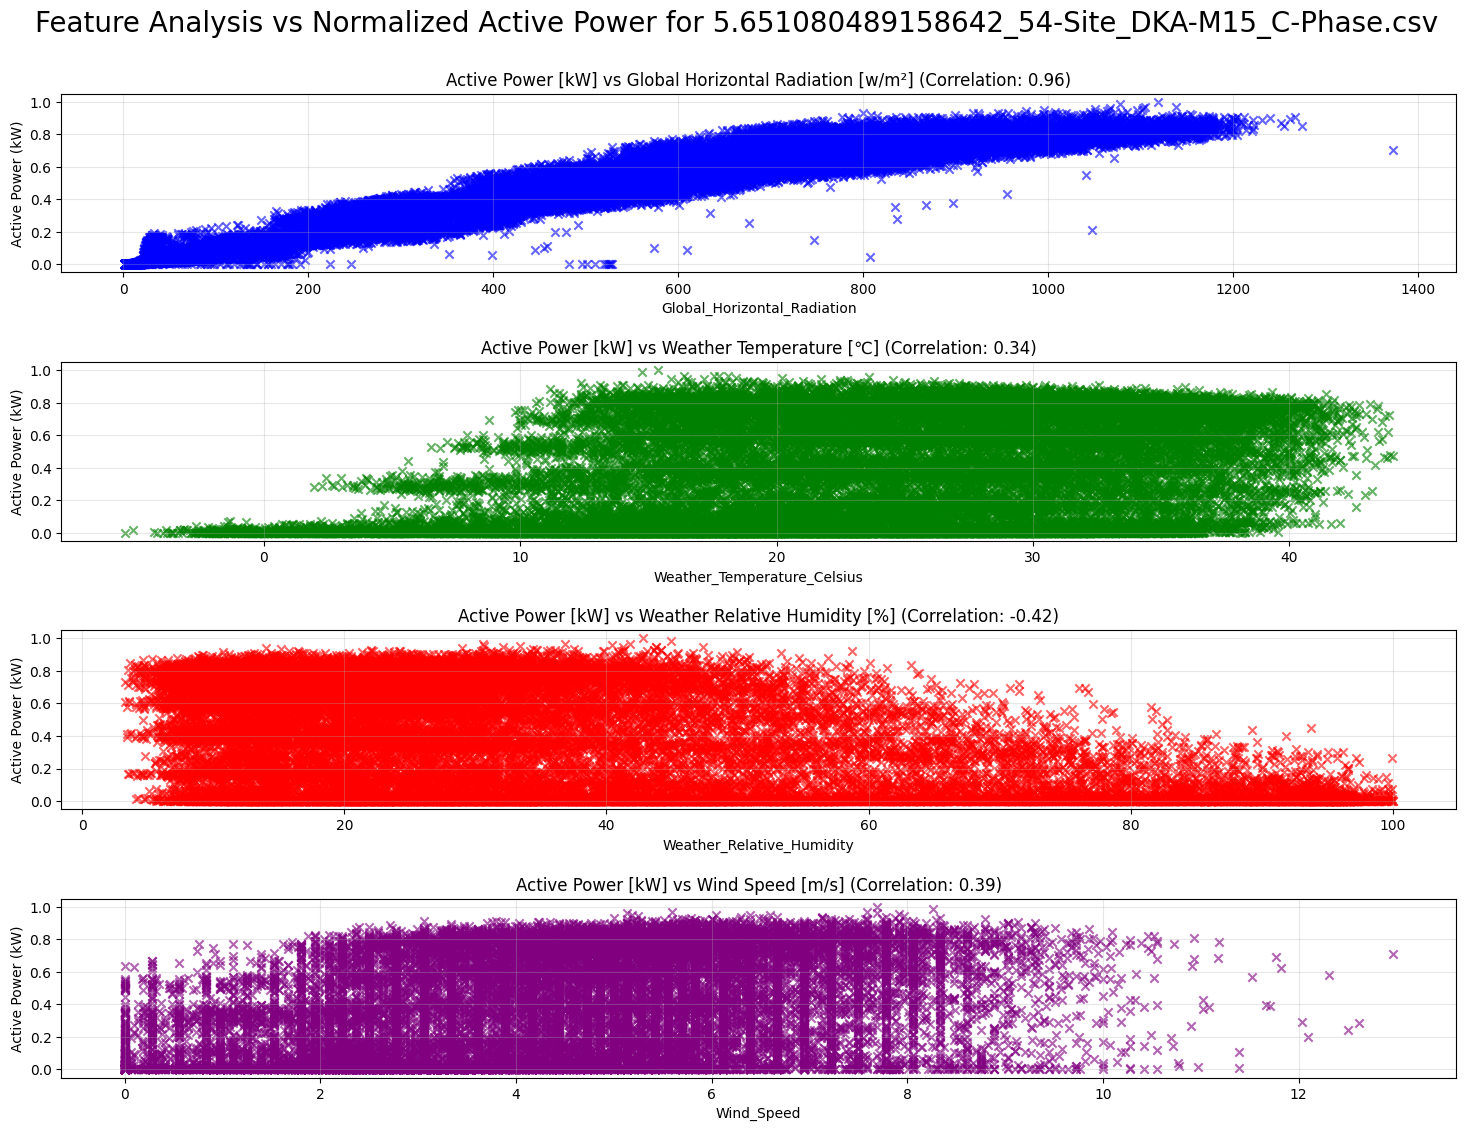 Feature Analysis vs Normalized Active Power for 5.651080489158642_54-Site_DKA-M15_C-Phase.csv
Active Power [kW] vs Global Horizontal Radiation [w/m²] (Correlation: 0.96)
Active Power (kW)
1.0
0.8
0.6
0.4
0.2
0.0
0 200 400 600 800 1000 1200 1400
Global_Horizontal_Radiation
Active Power [kW] vs Weather Temperature [℃] (Correlation: 0.34)
Active Power (kW)
1.0
0.8
0.6
0.4
0.2
0.0
0 10 20 30 40
Weather_Temperature_Celsius
Active Power [kW] vs Weather Relative Humidity [%] (Correlation: -0.42)
Active Power (kW)
1.0
0.8
0.6
0.4
0.2
0.0
0 20 40 60 80 100
Weather_Relative_Humidity
Active Power [kW] vs Wind Speed [m/s] (Correlation: 0.39)
Active Power (kW)
1.0
0.8
0.6
0.4
0.2
0.0
0 2 4 6 8 10 12
Wind_Speed